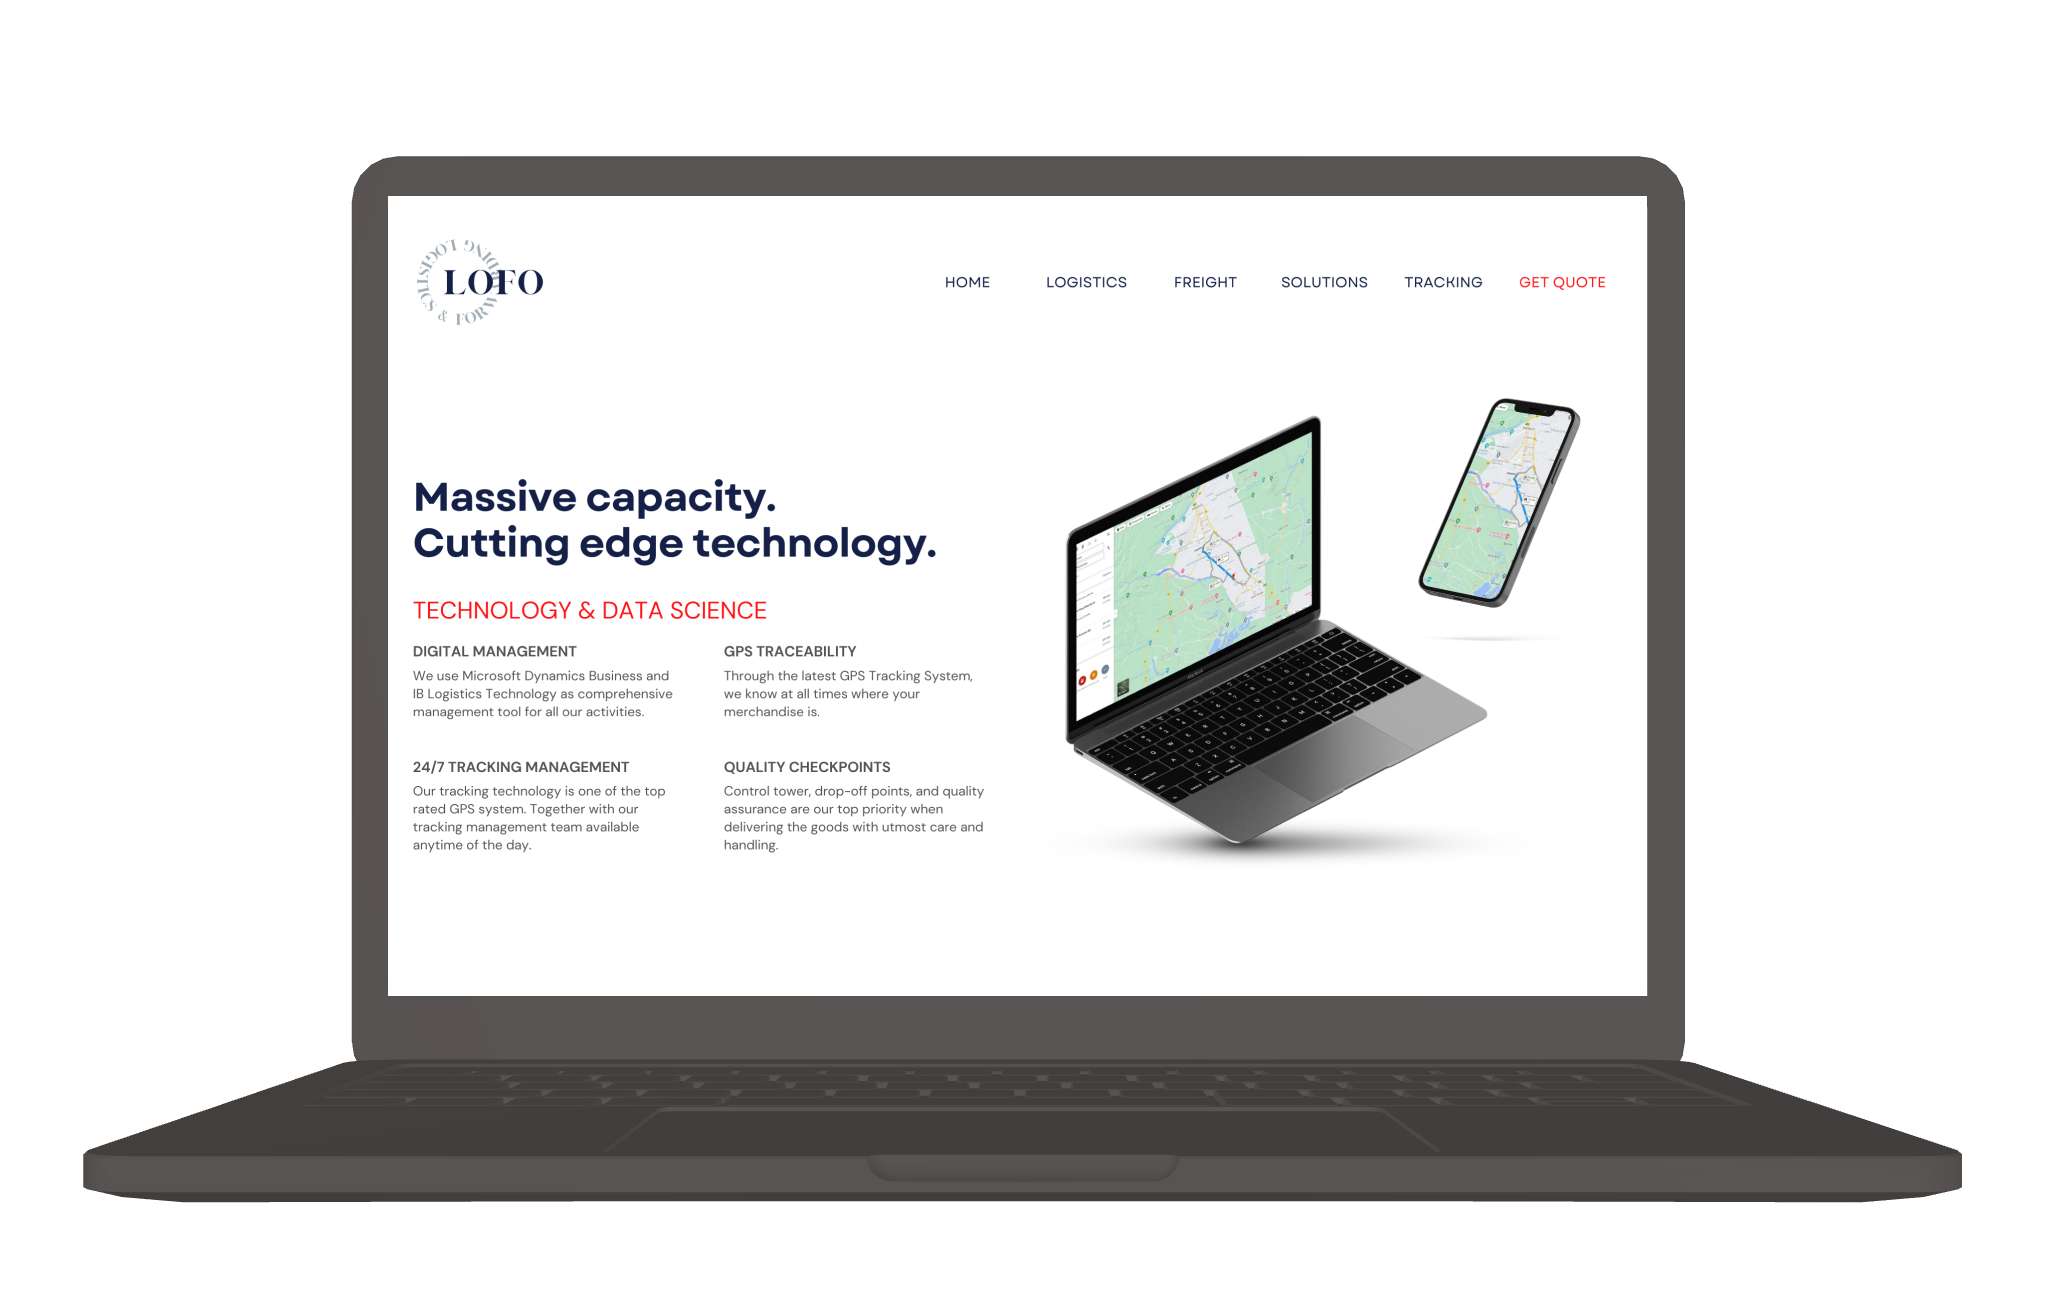 LOFO
LOGISTICS & FORWARDING
HOME
LOGISTICS
FREIGHT
SOLUTIONS
TRACKING
GET QUOTE
Massive capacity.
Cutting edge technology.
TECHNOLOGY & DATA SCIENCE
DIGITAL MANAGEMENT
We use Microsoft Dynamics Business and
IB Logistics Technology as comprehensive
management tool for all our activities.
GPS TRACEABILITY
Through the latest GPS Tracking System,
we know at all times where your
merchandise is.
24/7 TRACKING MANAGEMENT
Our tracking technology is one of the top
rated GPS system. Together with our
tracking management team available
anytime of the day.
QUALITY CHECKPOINTS
Control tower, drop-off points, and quality
assurance are our top priority when
delivering the goods with utmost care and
handling.